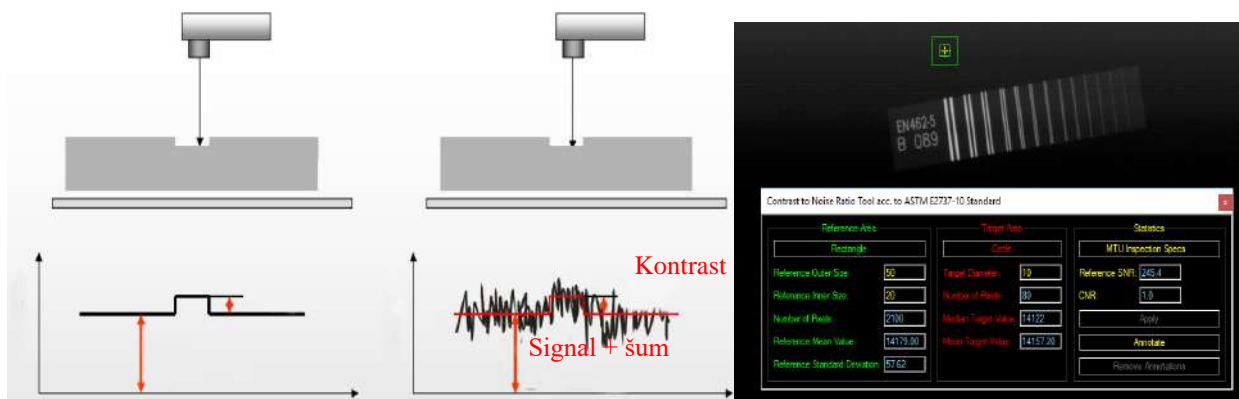 Kontrast
Signal + šum
EN462-5
B 089
Contrast to Noise Ratio Tool acc. to ASTM E2737-10 Standard
x
Reference Area
Rectangle
Reference Outer Size: 50
Reference Inner Size: 20
Number of Pixels: 2100
Reference Mean Value: 14179.00
Reference Standard Deviation: 57.62
Target Area
Circle
Target Diameter: 10
Number of Pixels: 80
Median Target Value: 14122
Mean Target Value: 14157.20
Statistics
MTU Inspection Specs
Reference SNR: 245.4
CNR: 1.0
Apply
Annotate
Remove Annotations